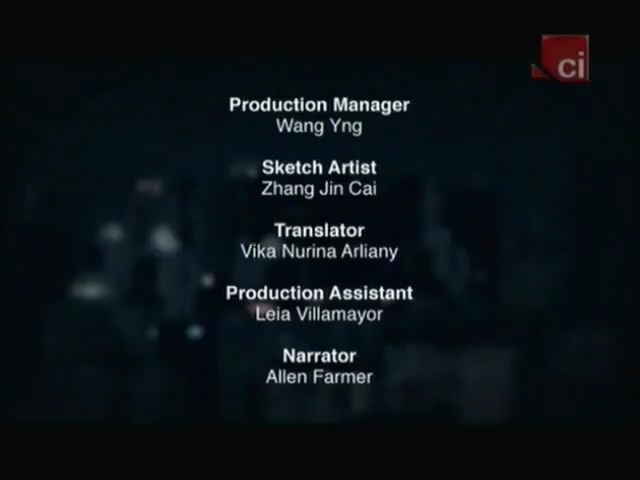 ci
Production Manager
Wang Yng
Sketch Artist
Zhang Jin Cai
Translator
Vika Nurina Arliany
Production Assistant
Leia Villamayor
Narrator
Allen Farmer